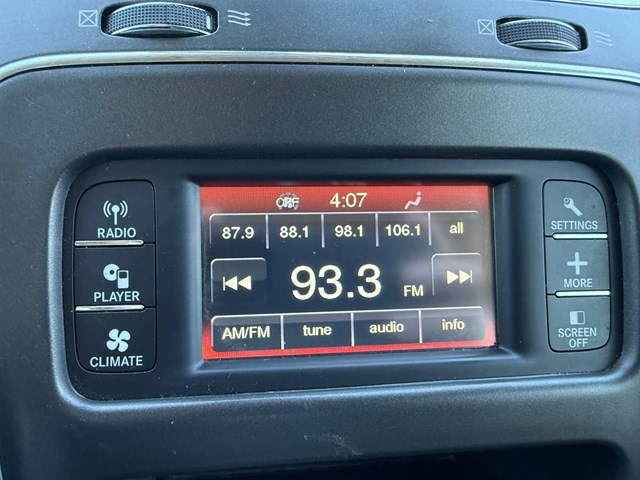 OFF 4:07
87.9 88.1 98.1 106.1 all
93.3 FM
AM/FM tune audio info
RADIO
PLAYER
CLIMATE
SETTINGS
MORE
SCREEN
OFF